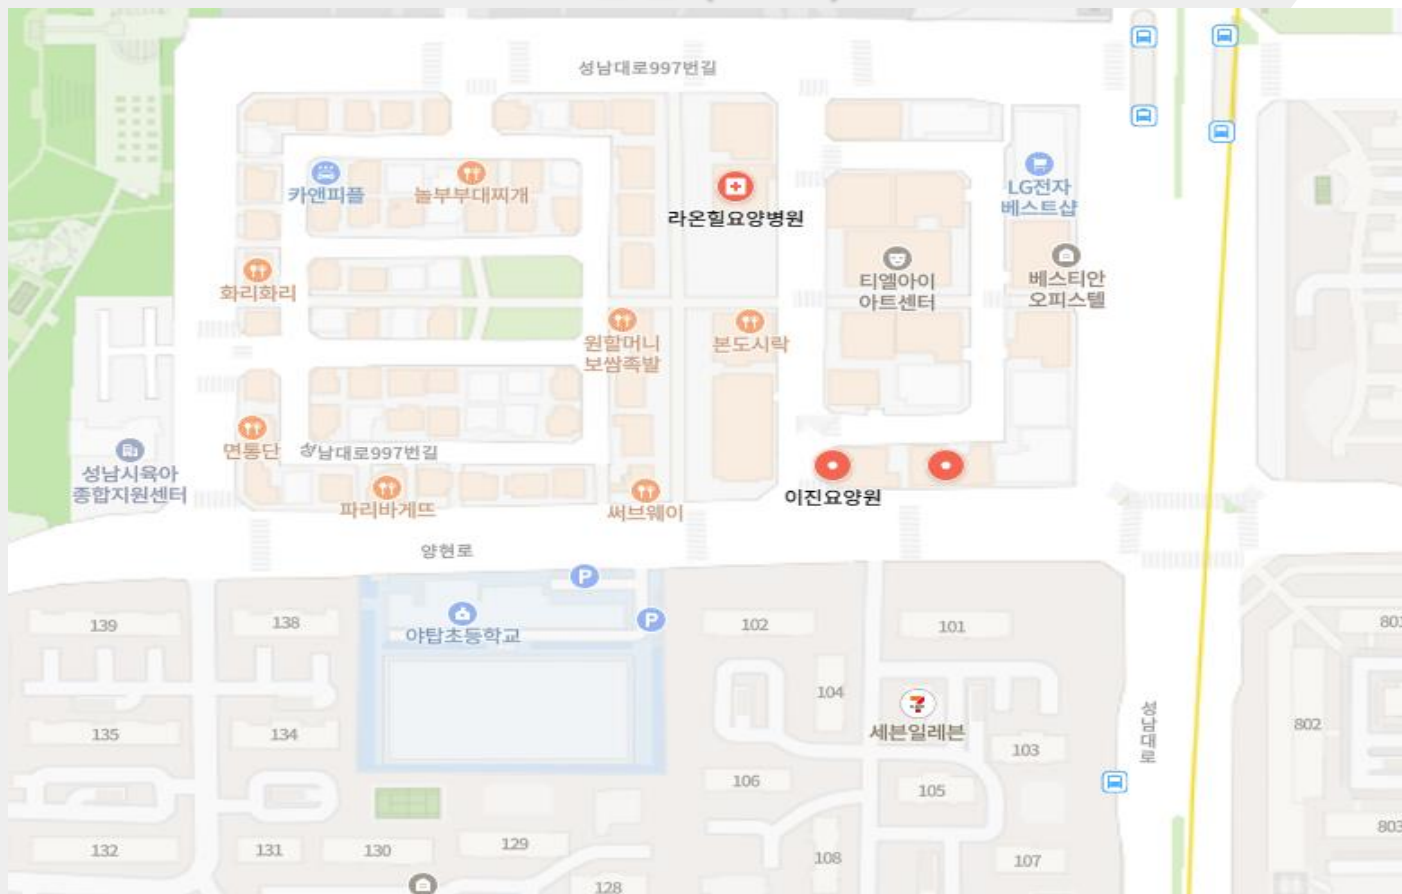 성남대로997번길
카앤피플
놀부부대찌개
라온힐요양병원
LG전자
베스트샵
화리화리
티엘아이
아트센터
베스티안
오피스텔
원할머니
보쌈족발
본도시락
면통단
성남대로997번길
성남시육아
종합지원센터
파리바게뜨
써브웨이
이진요양원
양현로
P
P
야탑초등학교
139
138
102
101
801
104
세븐일레븐
성남대로
135
134
103
802
106
105
132
131
130
129
128
108
107
803